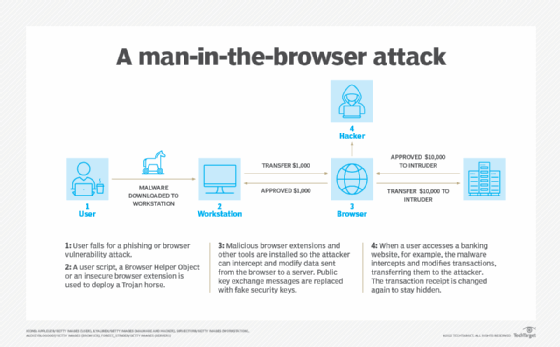 A man-in-the-browser attack
4
Hacker
TRANSFER $1,000
APPROVED $10,000
TO INTRUDER
MALWARE
DOWNLOADED TO
WORKSTATION
APPROVED $1,000
TRANSFER $10,000 TO
INTRUDER
1
User
2
Workstation
3
Browser
1: User falls for a phishing or browser
vulnerability attack.
2: A user script, a Browser Helper Object
or an insecure browser extension is
used to deploy a Trojan horse.
3: Malicious browser extensions and
other tools are installed so the attacker
can intercept and modify data sent
from the browser to a server. Public
key exchange messages are replaced
with fake security keys.
4: When a user accesses a banking
website, for example, the malware
intercepts and modifies transactions,
transferring them to the attacker.
The transaction receipt is changed
again to stay hidden.
TechTarget